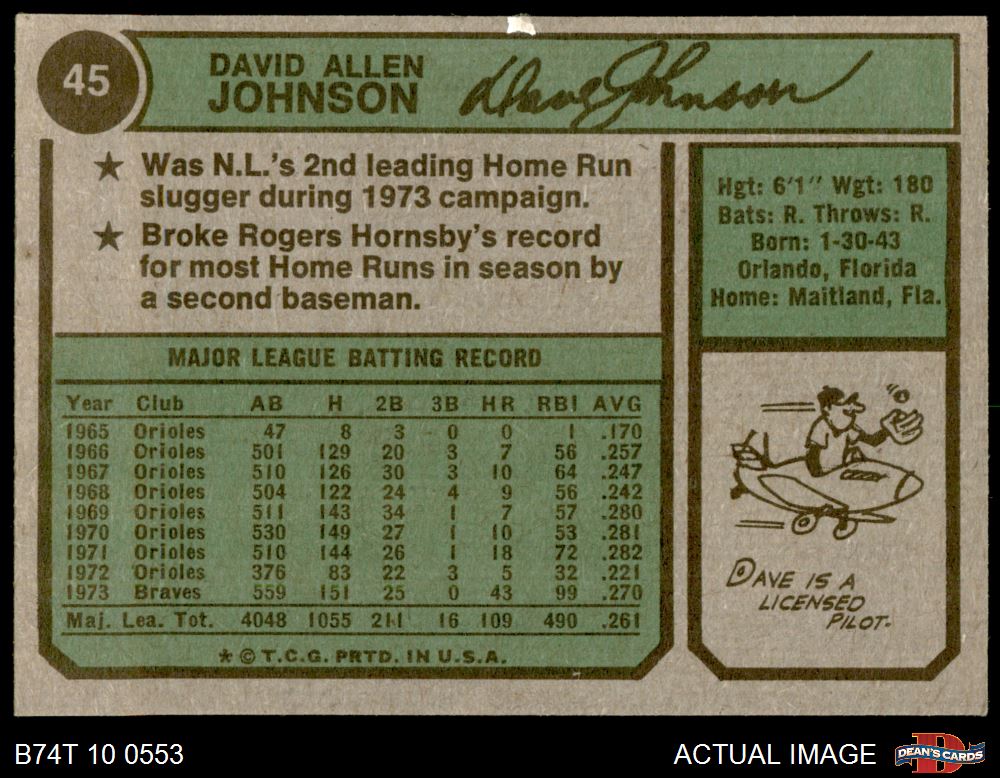 45
DAVID ALLEN
JOHNSON
Dave Johnson
★ Was N.L.'s 2nd leading Home Run
slugger during 1973 campaign.
★ Broke Rogers Hornsby's record
for most Home Runs in season by
a second baseman.
Hgt: 6'1" Wgt: 180
Bats: R. Throws: R.
Born: 1-30-43
Orlando, Florida
Home: Maitland, Fla.
MAJOR LEAGUE BATTING RECORD
Year Club AB H 2B 3B HR RBI AVG
1965 Orioles 47 8 3 0 0 1 .170
1966 Orioles 501 129 20 3 7 56 .257
1967 Orioles 510 126 30 3 10 64 .247
1968 Orioles 504 122 24 4 9 56 .242
1969 Orioles 511 143 34 1 7 57 .280
1970 Orioles 530 149 27 1 10 53 .281
1971 Orioles 510 144 26 1 18 72 .282
1972 Orioles 376 83 22 3 5 32 .221
1973 Braves 559 151 25 0 43 99 .270
Maj. Lea. Tot. 4048 1055 211 16 109 490 .261
* © T.C.G. PRTD. IN U.S.A.
DAVE IS A
LICENSED
PILOT.
B74T 10 0553
ACTUAL IMAGE
DEAN'S CARDS